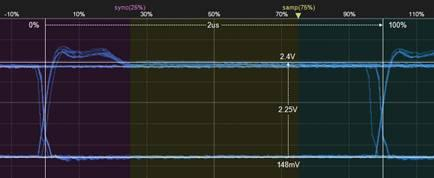 sync(25%) samp(75%)
-10% 10% 30% 50% 70% 90% 110%
0% 2us 100%
2.4V
2.25V
148mV